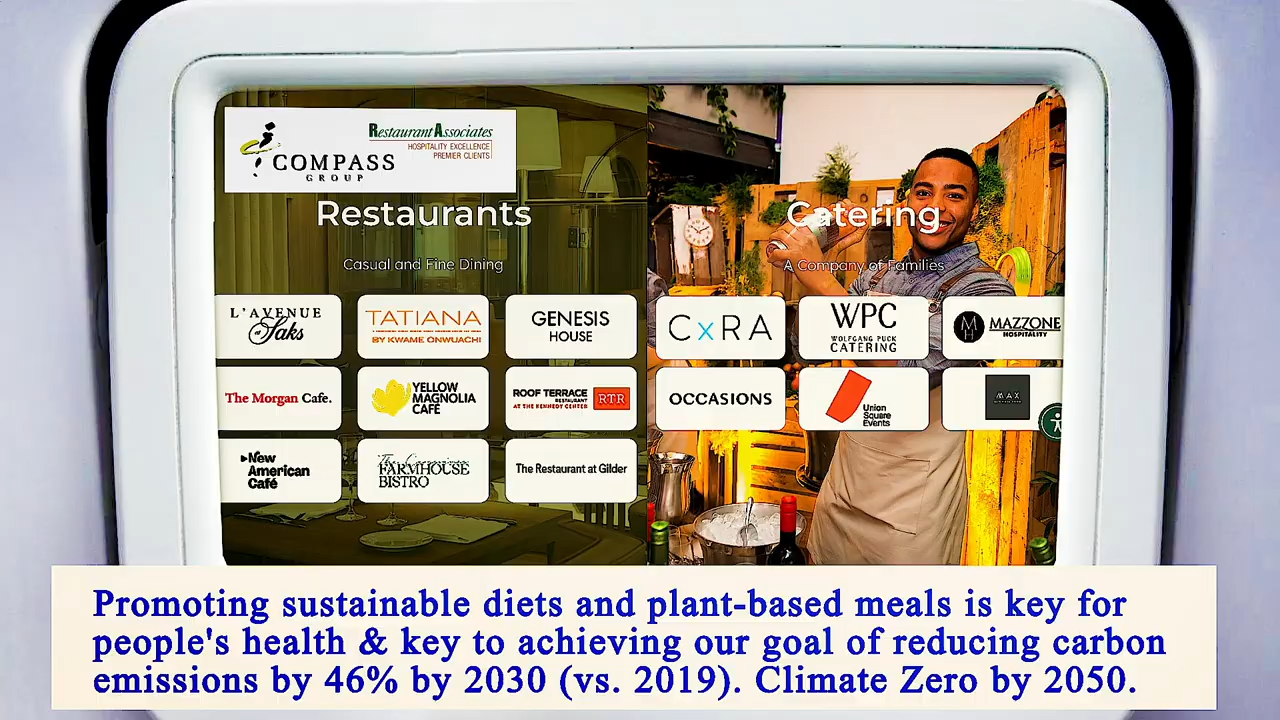 COMPASS
GROUP
Restaurant Associates
HOSPITALITY EXCELLENCE
PREMIER CLIENTS
Restaurants
Casual and Fine Dining
L'AVENUE
Saks
TATIANA
BY KWAME ONWUACHI
GENESIS
HOUSE
The Morgan Cafe.
YELLOW
MAGNOLIA
CAFÉ
ROOF TERRACE
RESTAURANT
AT THE KENNEDY CENTER
RTR
New
American
Café
FARMHOUSE
BISTRO
The Restaurant at Gilder
Catering
A Company of Families
CxRA
WPC
WOLFGANG PUCK
CATERING
M
MAZZONE
HOSPITALITY
OCCASIONS
Union
Square
Events
MAX
Promoting sustainable diets and plant-based meals is key for
people's health & key to achieving our goal of reducing carbon
emissions by 46% by 2030 (vs. 2019). Climate Zero by 2050.